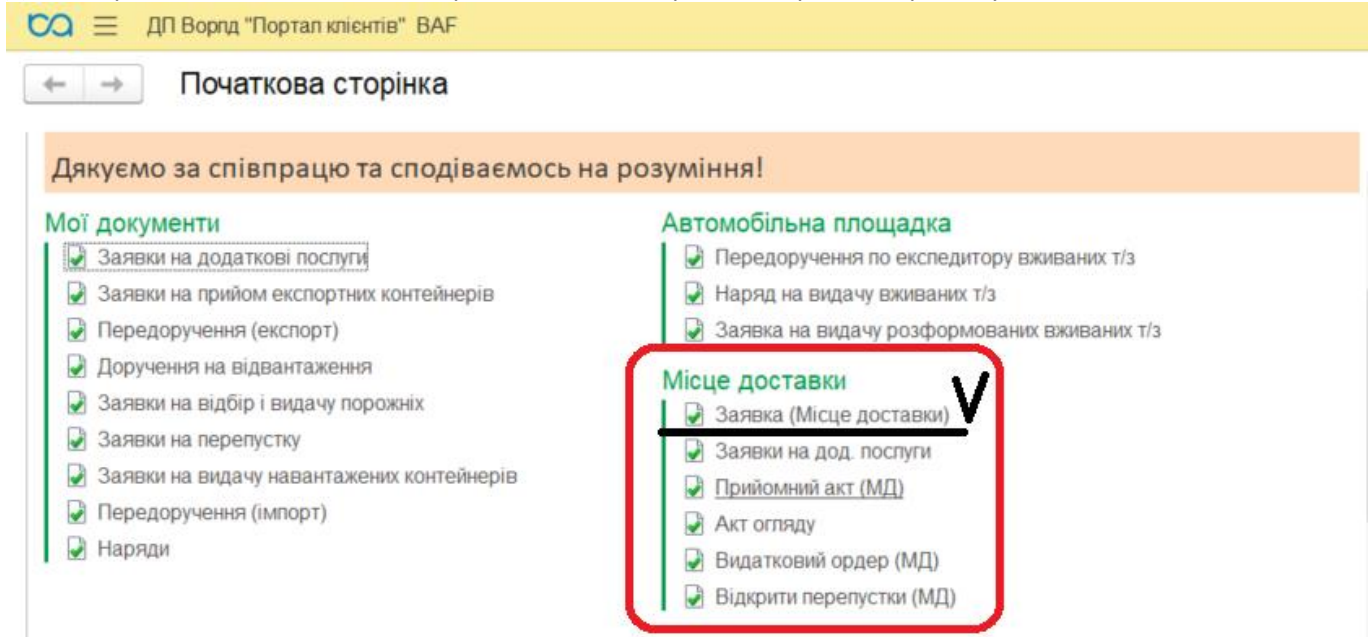 ДП Ворлд "Портал клієнтів" BAF
Початкова сторінка
Дякуємо за співпрацю та сподіваємось на розуміння!
Мої документи
Заявки на додаткові послуги
Заявки на прийом експортних контейнерів
Передоручення (експорт)
Доручення на відвантаження
Заявки на відбір і видачу порожніх
Заявки на перепустку
Заявки на видачу навантажених контейнерів
Передоручення (імпорт)
Наряди
Автомобільна площадка
Передоручення по експедитору вживаних т/з
Наряд на видачу вживаних т/з
Заявка на видачу розформованих вживаних т/з
Місце доставки
Заявка (Місце доставки)
Заявки на дод. послуги
Прийомний акт (МД)
Акт огляду
Видатковий ордер (МД)
Відкрити перепустки (МД)